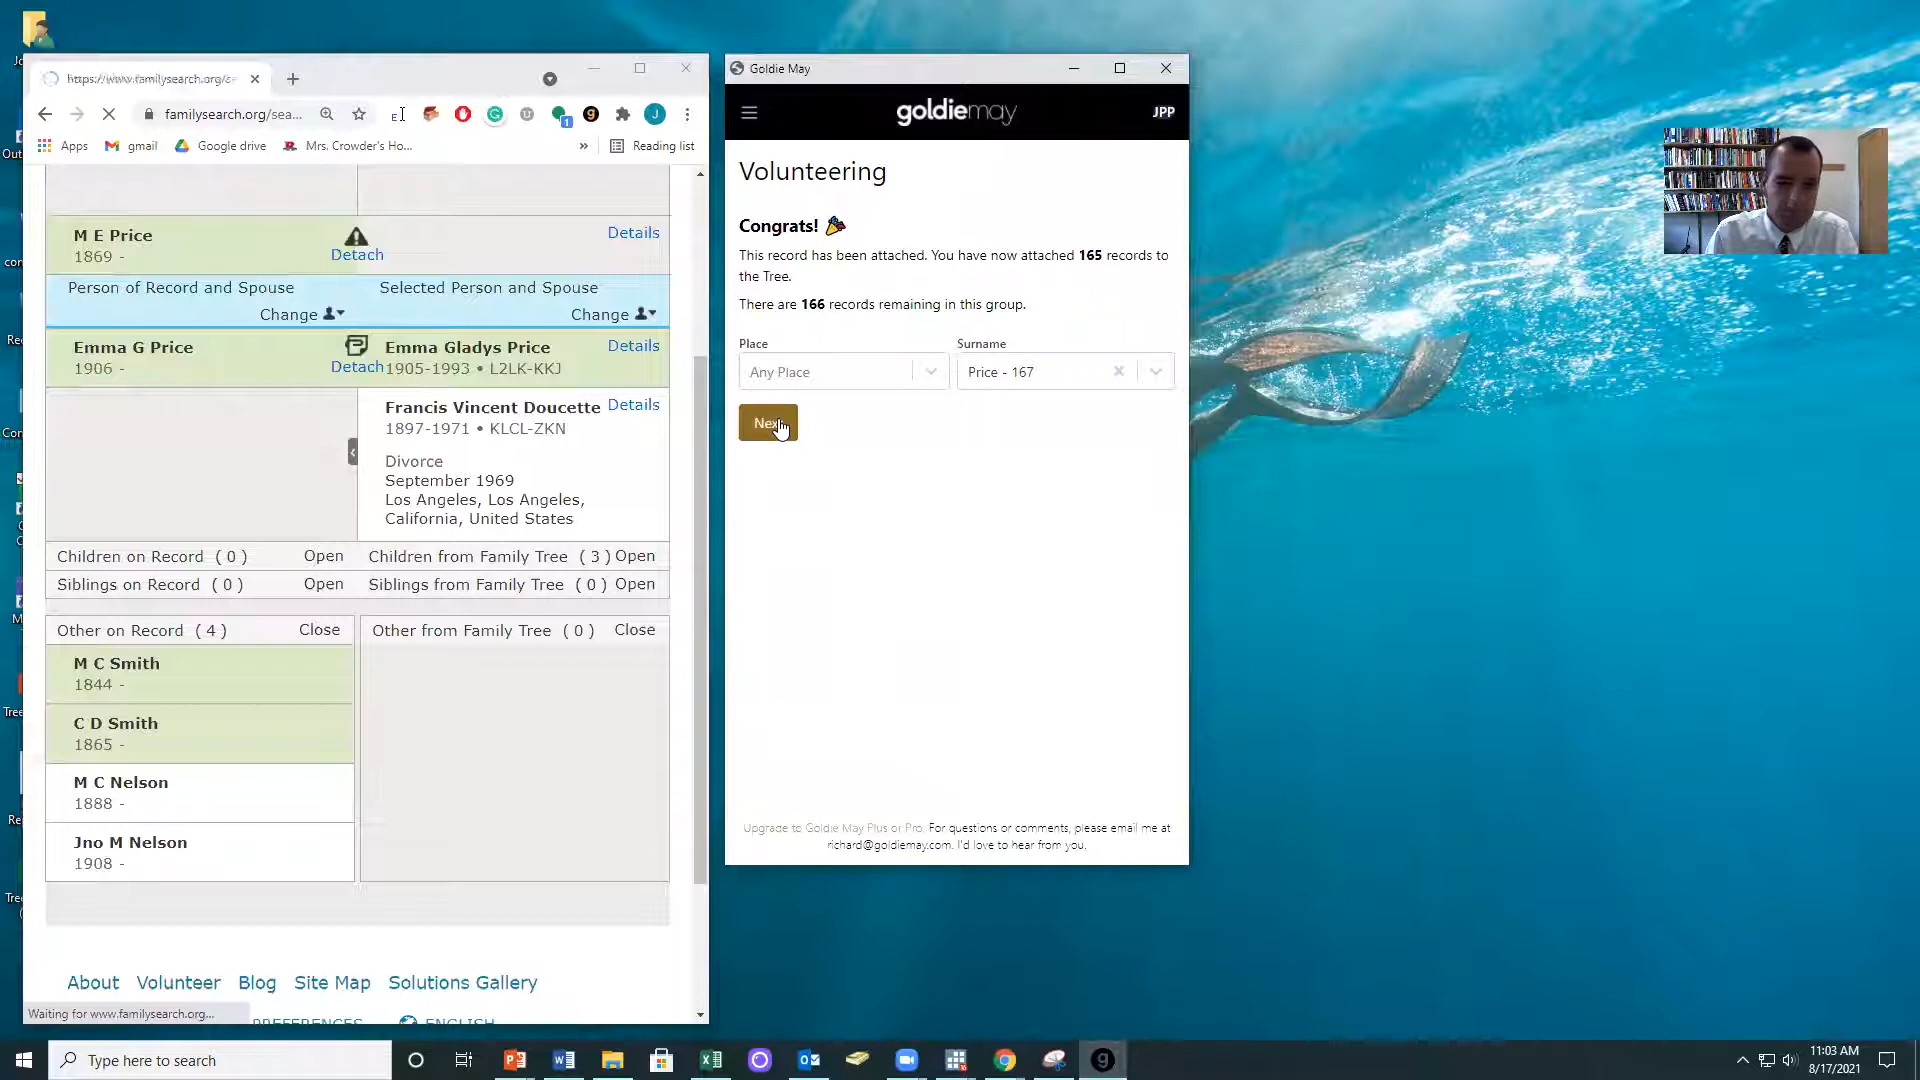 https://www.familysearch.org/se
familysearch.org/sea...
1
J
Apps
gmail
Google drive
Mrs. Crowder's Ho...
»
Reading list
M E Price
1869 -
Detach
Details
Person of Record and Spouse
Selected Person and Spouse
Change
Change
Emma G Price
1906 -
Detach
Emma Gladys Price
1905-1993 • L2LK-KKJ
Details
Francis Vincent Doucette
1897-1971 • KLCL-ZKN
Details
Divorce
September 1969
Los Angeles, Los Angeles,
California, United States
Children on Record ( 0 )
Open
Children from Family Tree ( 3 )
Open
Siblings on Record ( 0 )
Open
Siblings from Family Tree ( 0 )
Open
Other on Record ( 4 )
Close
Other from Family Tree ( 0 )
Close
M C Smith
1844 -
C D Smith
1865 -
M C Nelson
1888 -
Jno M Nelson
1908 -
About
Volunteer
Blog
Site Map
Solutions Gallery
Waiting for www.familysearch.org...
PREFERENCES
ENGLISH
Goldie May
goldiemay
JPP
Volunteering
Congrats!
This record has been attached. You have now attached 165 records to
the Tree.
There are 166 records remaining in this group.
Place
Surname
Any Place
Price - 167
Upgrade to Goldie May Plus or Pro. For questions or comments, please email me at
richard@goldiemay.com. I'd love to hear from you.
Type here to search
11:03 AM
8/17/2021